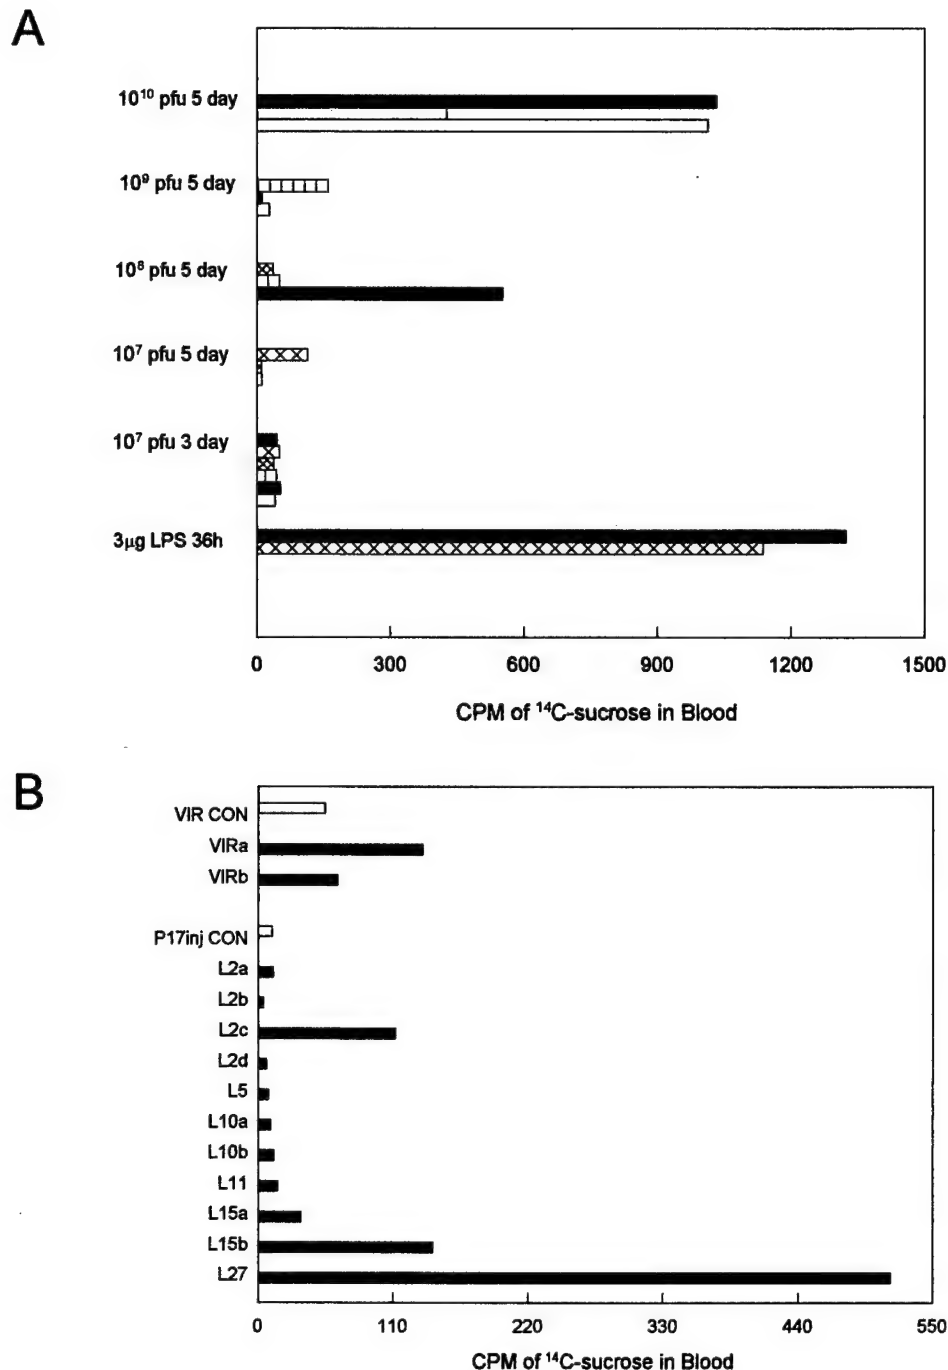 A
10¹⁰ pfu 5 day
10⁹ pfu 5 day
10⁸ pfu 5 day
10⁷ pfu 5 day
10⁷ pfu 3 day
3µg LPS 36h
0 300 600 900 1200 1500
CPM of ¹⁴C-sucrose in Blood
B
VIR CON
VIRa
VIRb
P17inj CON
L2a
L2b
L2c
L2d
L5
L10a
L10b
L11
L15a
L15b
L27
0 110 220 330 440 550
CPM of ¹⁴C-sucrose in Blood